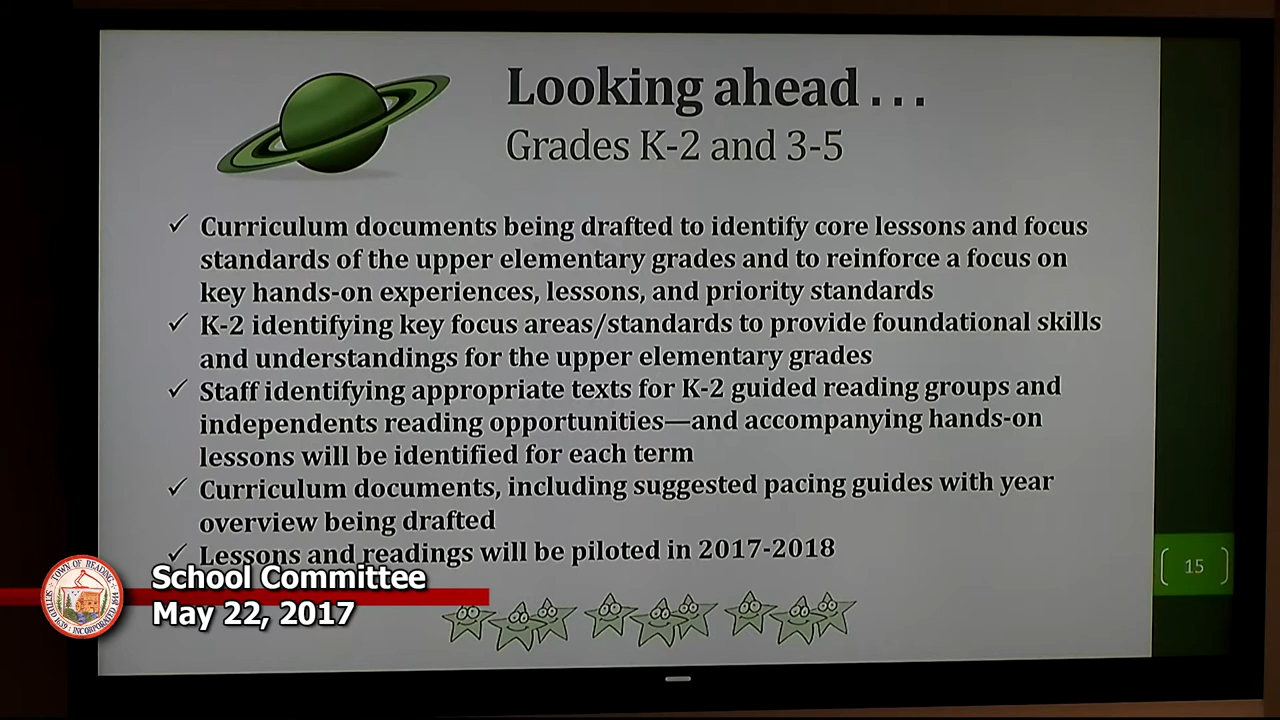 Looking ahead . . .
Grades K-2 and 3-5
✓ Curriculum documents being drafted to identify core lessons and focus
standards of the upper elementary grades and to reinforce a focus on
key hands-on experiences, lessons, and priority standards
✓ K-2 identifying key focus areas/standards to provide foundational skills
and understandings for the upper elementary grades
✓ Staff identifying appropriate texts for K-2 guided reading groups and
independents reading opportunities—and accompanying hands-on
lessons will be identified for each term
✓ Curriculum documents, including suggested pacing guides with year
overview being drafted
✓ Lessons and readings will be piloted in 2017-2018
15
TOWN OF READING
School Committee
May 22, 2017